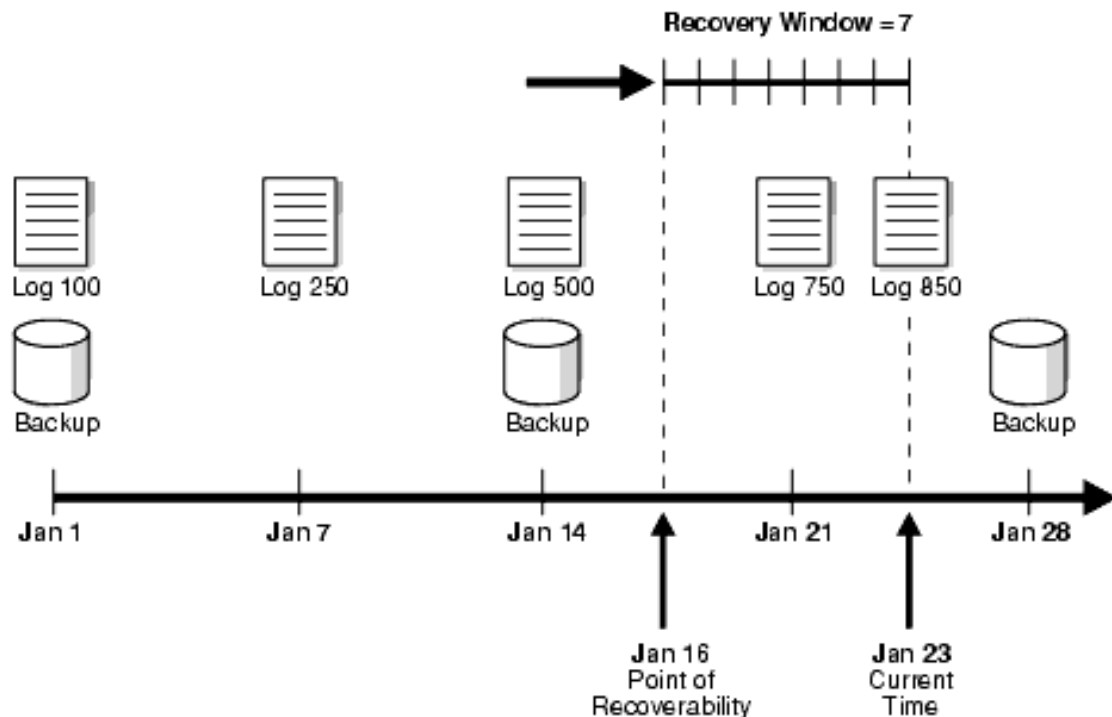 Recovery Window = 7
Log 100
Log 250
Log 500
Log 750
Log 850
Backup
Backup
Backup
Jan 1
Jan 7
Jan 14
Jan 21
Jan 28
Jan 16
Point of
Recoverability
Jan 23
Current
Time